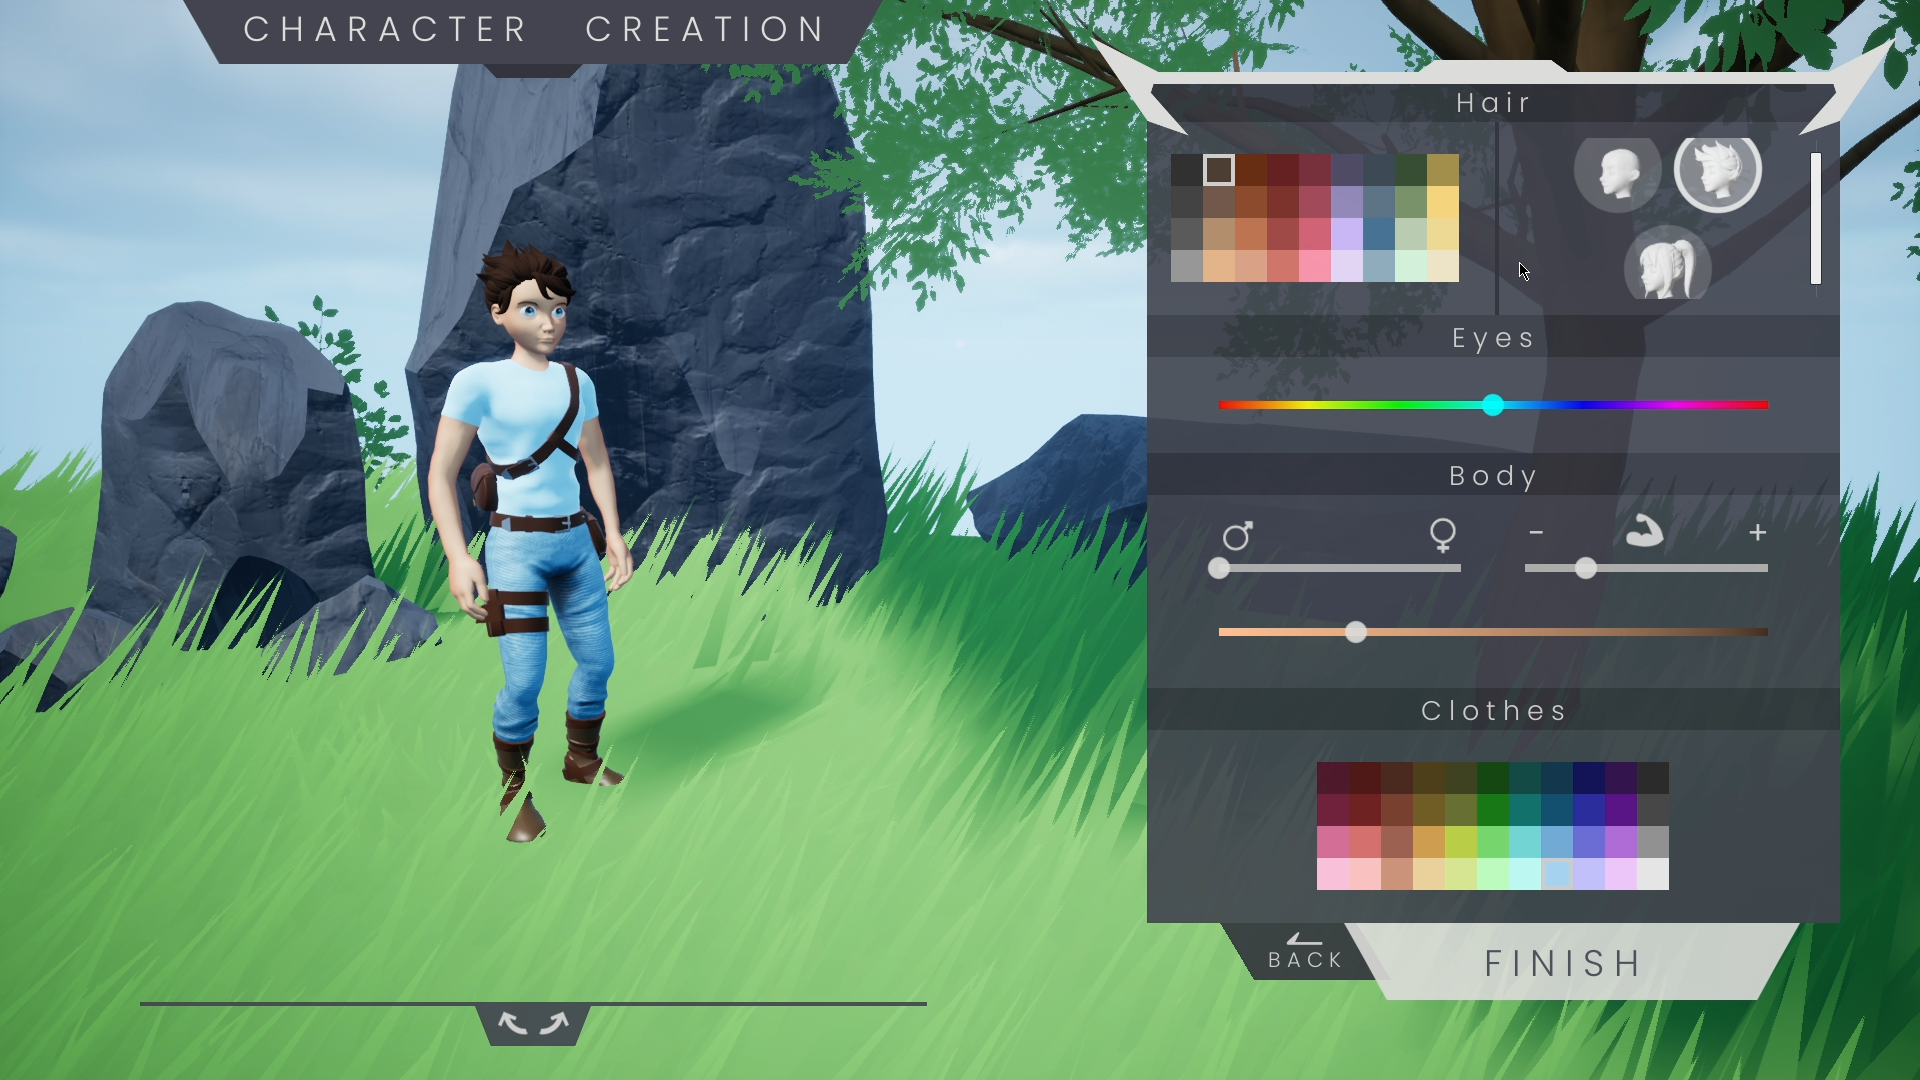 CHARACTER CREATION
Hair
Eyes
Body
- +
Clothes
BACK
FINISH